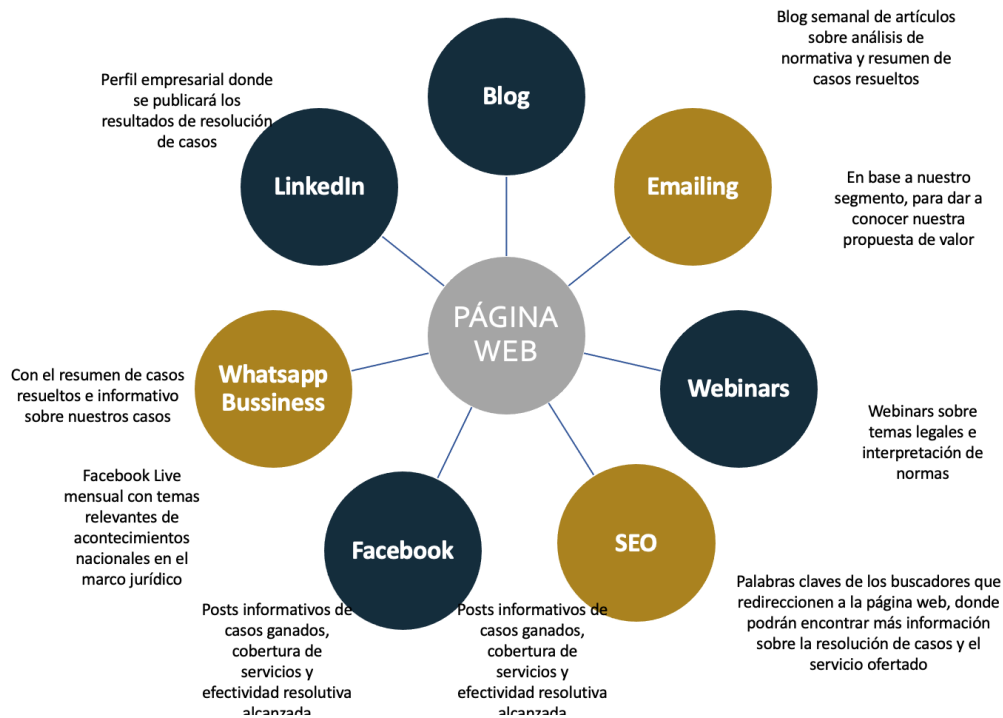 Blog semanal de artículos
sobre análisis de
normativa y resumen de
casos resueltos
Blog
Perfil empresarial donde
se publicará los
resultados de resolución
de casos
LinkedIn
Emailing
En base a nuestro
segmento, para dar a
conocer nuestra
propuesta de valor
PÁGINA
WEB
Con el resumen de casos
resueltos e informativo
sobre nuestros casos
Whatsapp
Bussiness
Webinars
Webinars sobre
temas legales e
interpretación de
normas
Facebook Live
mensual con temas
relevantes de
acontecimientos
nacionales en el
marco jurídico
Facebook
SEO
Posts informativos de
casos ganados,
cobertura de
servicios y
efectividad resolutiva
alcanzada
Posts informativos de
casos ganados,
cobertura de
servicios y
efectividad resolutiva
alcanzada
Palabras claves de los buscadores que
redireccionen a la página web, donde
podrán encontrar más información
sobre la resolución de casos y el
servicio ofertado